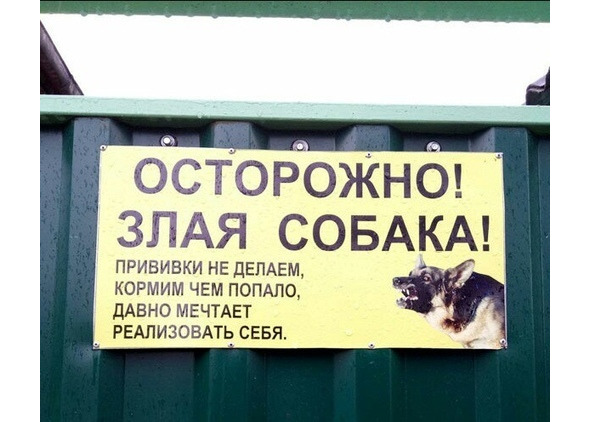 ОСТОРОЖНО!
ЗЛАЯ СОБАКА!
ПРИВИВКИ НЕ ДЕЛАЕМ,
КОРМИМ ЧЕМ ПОПАЛО,
ДАВНО МЕЧТАЕТ
РЕАЛИЗОВАТЬ СЕБЯ.